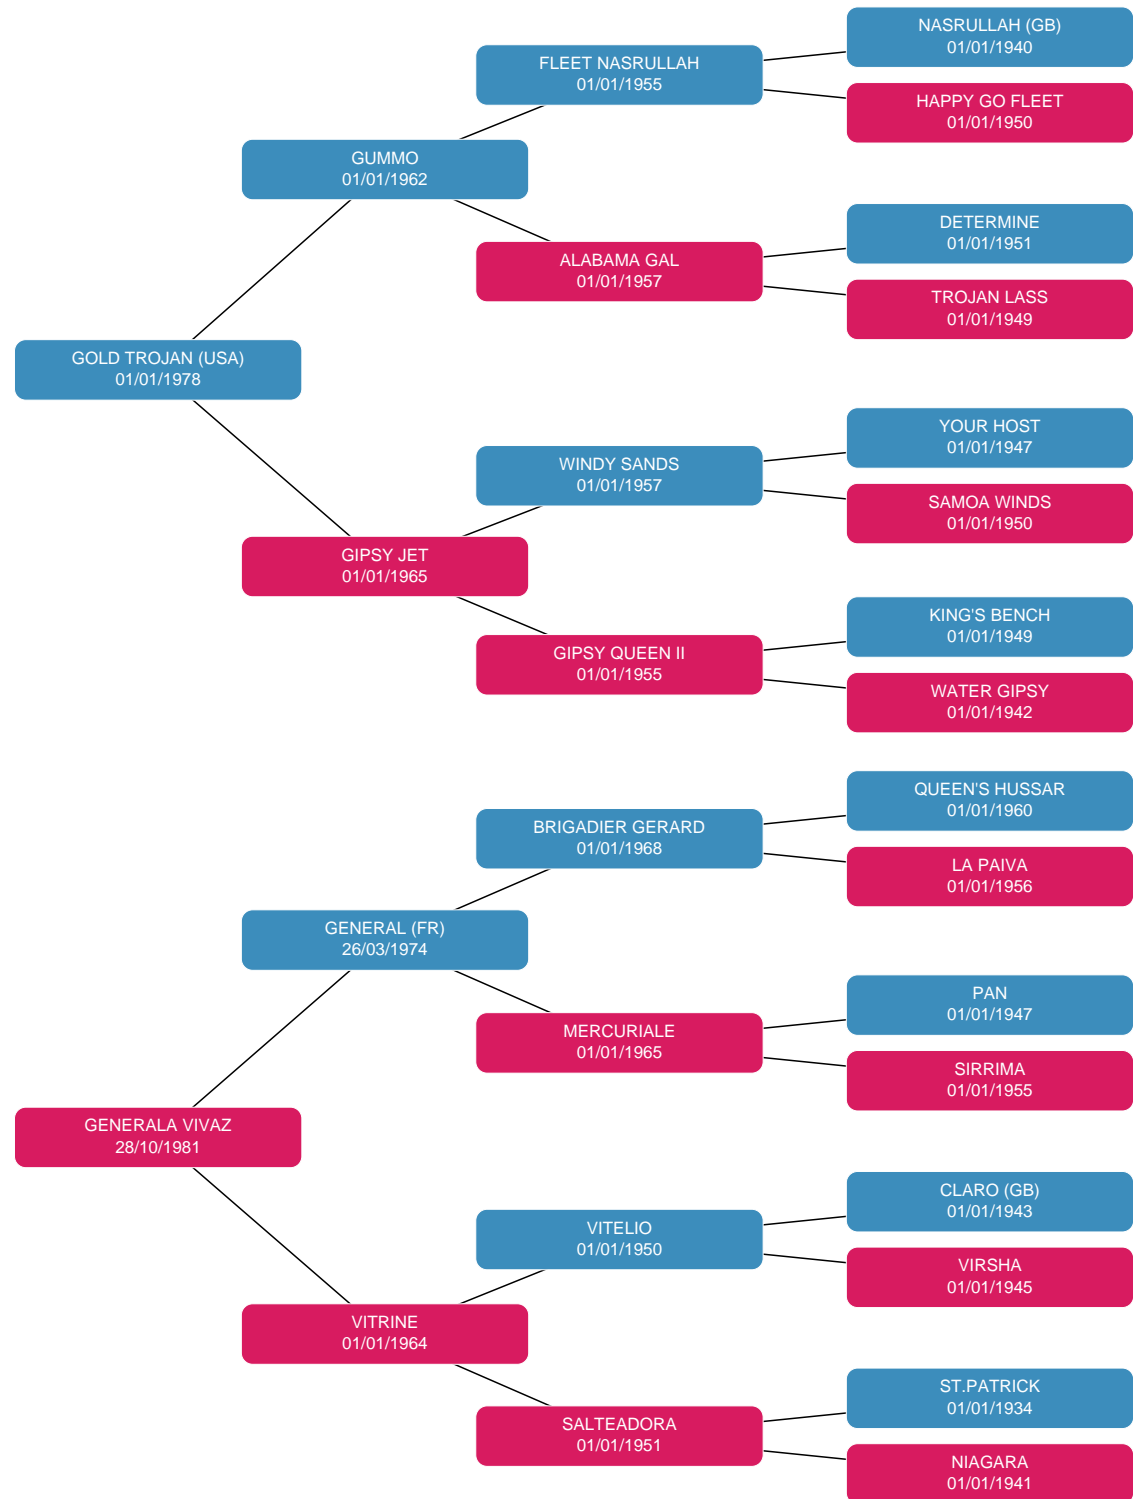 NASRULLAH (GB)
01/01/1940
FLEET NASRULLAH
01/01/1955
HAPPY GO FLEET
01/01/1950
GUMMO
01/01/1962
DETERMINE
01/01/1951
ALABAMA GAL
01/01/1957
TROJAN LASS
01/01/1949
GOLD TROJAN (USA)
01/01/1978
YOUR HOST
01/01/1947
WINDY SANDS
01/01/1957
SAMOA WINDS
01/01/1950
GIPSY JET
01/01/1965
KING'S BENCH
01/01/1949
GIPSY QUEEN II
01/01/1955
WATER GIPSY
01/01/1942
QUEEN'S HUSSAR
01/01/1960
BRIGADIER GERARD
01/01/1968
LA PAIVA
01/01/1956
GENERAL (FR)
26/03/1974
PAN
01/01/1947
MERCURIALE
01/01/1965
SIRRIMA
01/01/1955
GENERALA VIVAZ
28/10/1981
CLARO (GB)
01/01/1943
VITELIO
01/01/1950
VIRSHA
01/01/1945
VITRINE
01/01/1964
ST.PATRICK
01/01/1934
SALTEADORA
01/01/1951
NIAGARA
01/01/1941